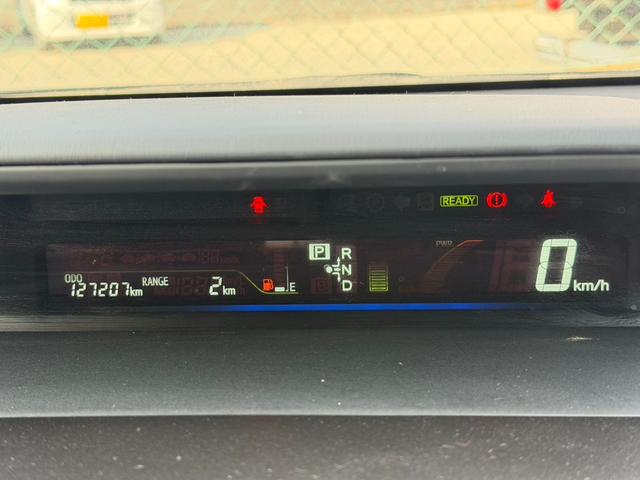 READY
PWR
P
R
N
D
ODO
127207km
RANGE
2km
E
0 km/h